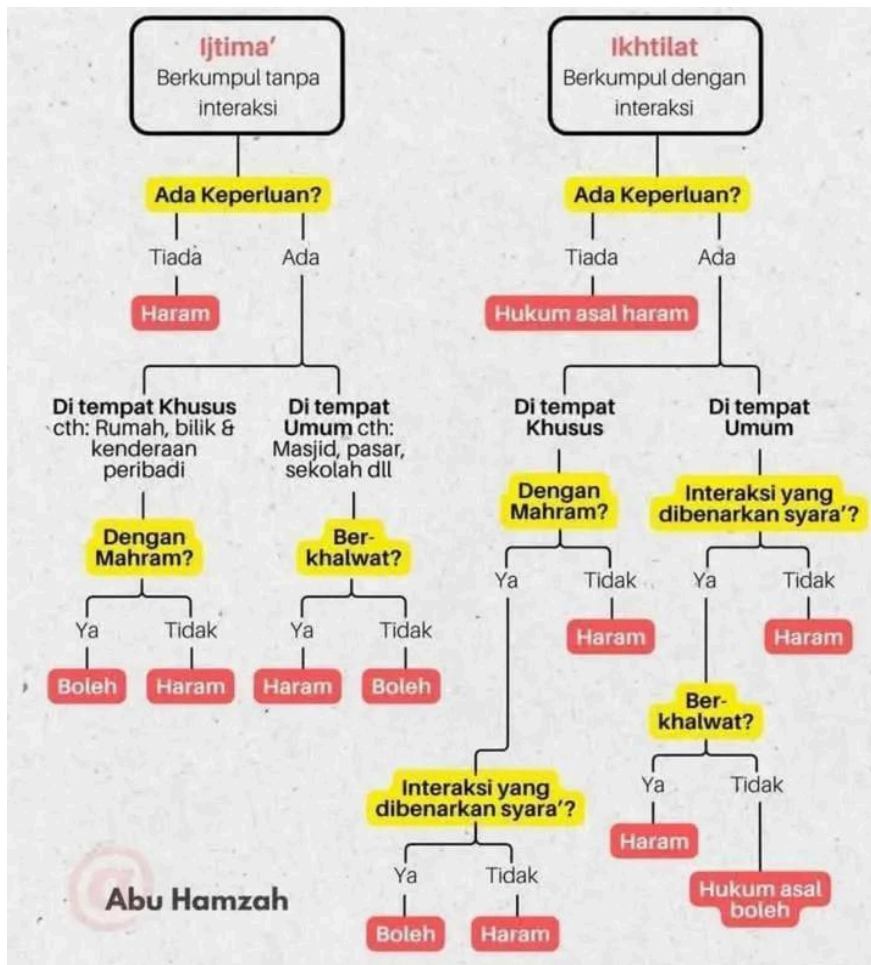 Ijtima'
Berkumpul tanpa
interaksi
Ada Keperluan?
Tiada
Ada
Haram
Di tempat Khusus
cth: Rumah, bilik &
kenderaan
peribadi
Di tempat
Umum cth:
Masjid, pasar,
sekolah dll
Dengan
Mahram?
Ber-
khalwat?
Ya
Tidak
Ya
Tidak
Boleh
Haram
Haram
Boleh
Ikhtilat
Berkumpul dengan
interaksi
Ada Keperluan?
Tiada
Ada
Hukum asal haram
Di tempat
Khusus
Di tempat
Umum
Dengan
Mahram?
Interaksi yang
dibenarkan syara'?
Ya
Tidak
Ya
Tidak
Haram
Haram
Ber-
khalwat?
Interaksi yang
dibenarkan syara'?
Ya
Tidak
Haram
Hukum asal
boleh
Ya
Tidak
Boleh
Haram
@
Abu Hamzah